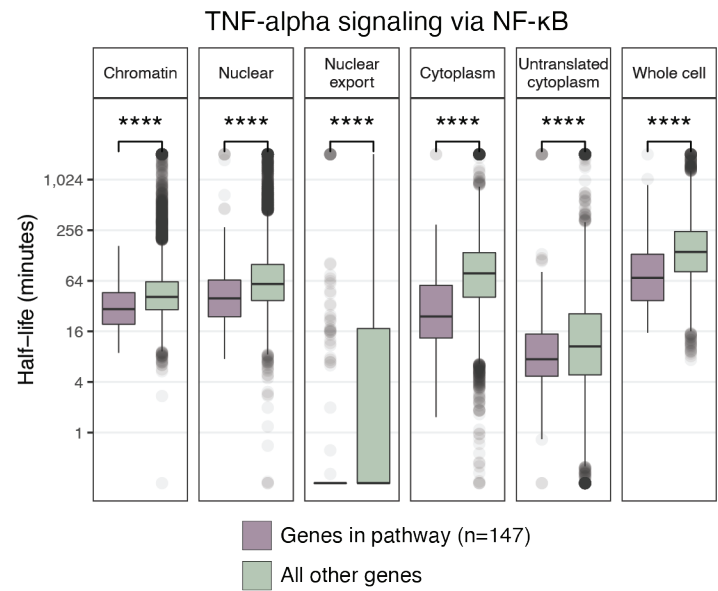 TNF-alpha signaling via NF-κB
Chromatin
Nuclear
Nuclear
export
Cytoplasm
Untranslated
cytoplasm
Whole cell
**** **** **** **** **** ****
Half−life (minutes)
1,024
256
64
16
4
1
Genes in pathway (n=147)
All other genes